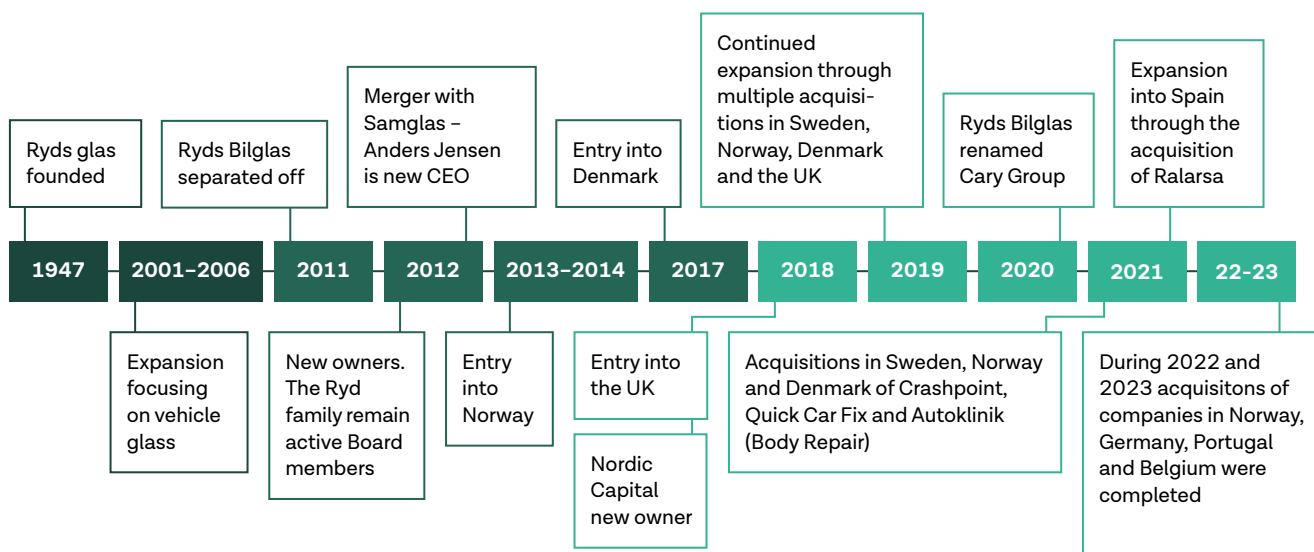 Ryds glas
founded
Ryds Bilglas
separated off
Merger with
Samglas –
Anders Jensen
is new CEO
Entry into
Denmark
Continued
expansion through
multiple acquisi-
tions in Sweden,
Norway, Denmark
and the UK
Ryds Bilglas
renamed
Cary Group
Expansion
into Spain
through the
acquisition
of Ralarsa
1947
2001–2006
2011
2012
2013–2014
2017
2018
2019
2020
2021
22-23
Expansion
focusing
on vehicle
glass
New owners.
The Ryd
family remain
active Board
members
Entry
into
Norway
Entry into
the UK
Nordic
Capital
new owner
Acquisitions in Sweden, Norway
and Denmark of Crashpoint,
Quick Car Fix and Autoklinik
(Body Repair)
During 2022 and
2023 acquisitons of
companies in Norway,
Germany, Portugal
and Belgium were
completed